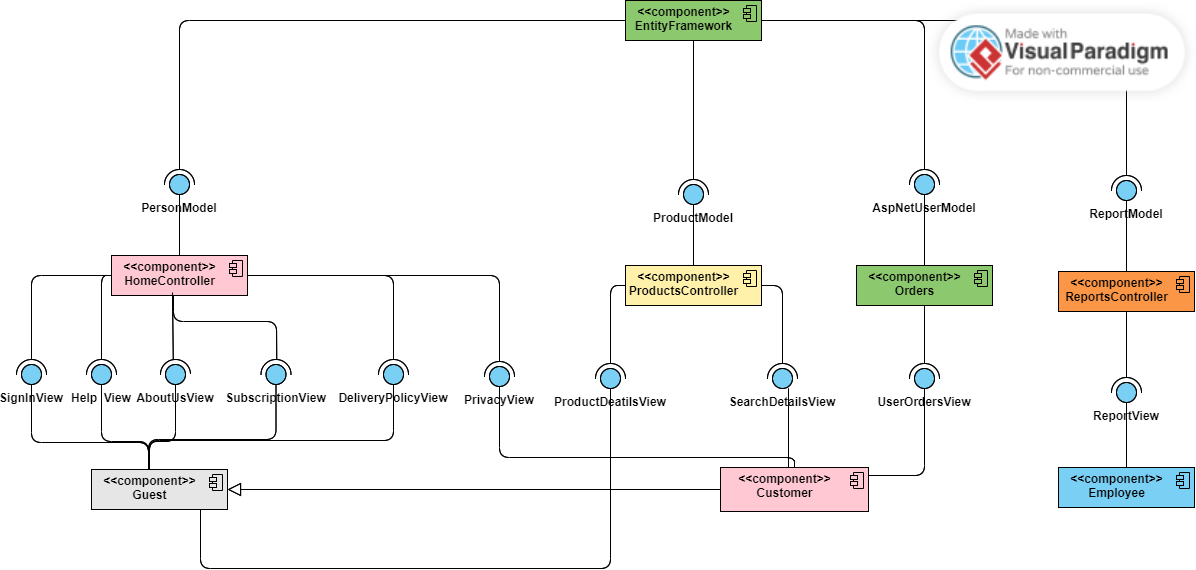 <<component>>
EntityFramework
Made with
Visual Paradigm
For non-commercial use
PersonModel
ProductModel
AspNetUserModel
ReportModel
<<component>>
HomeController
<<component>>
ProductsController
<<component>>
Orders
<<component>>
ReportsController
SignInView
Help View
AboutUsView
SubscriptionView
DeliveryPolicyView
PrivacyView
ProductDeatilsView
SearchDetailsView
UserOrdersView
ReportView
<<component>>
Guest
<<component>>
Customer
<<component>>
Employee